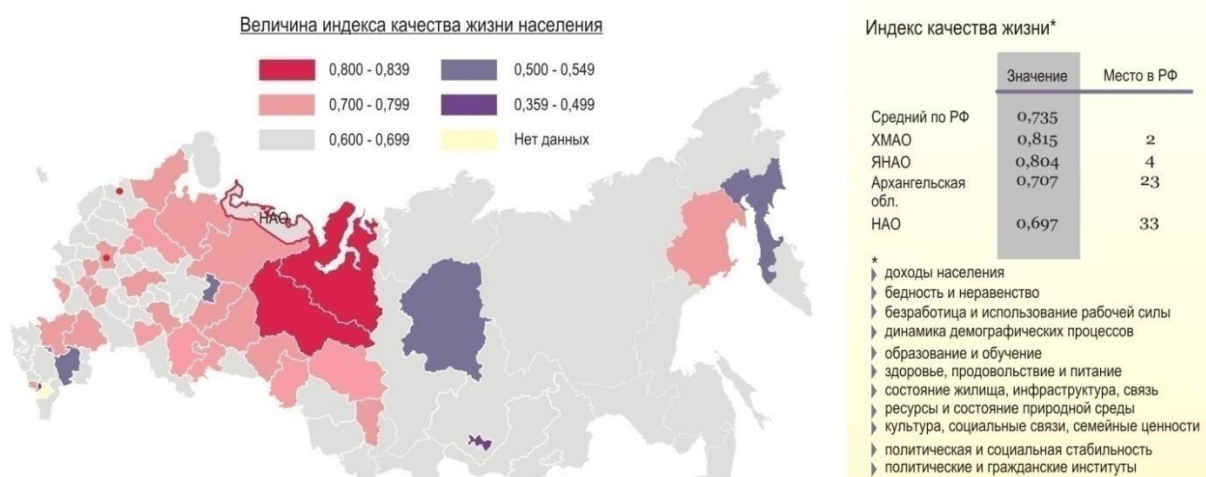 Величина индекса качества жизни населения
0,800 - 0,839
0,500 - 0,549
0,700 - 0,799
0,359 - 0,499
0,600 - 0,699
Нет данных
НАО
Индекс качества жизни*
Значение Место в РФ
Средний по РФ 0,735
ХМАО 0,815 2
ЯНАО 0,804 4
Архангельская 0,707 23
обл.
НАО 0,697 33
*
доходы населения
бедность и неравенство
безработица и использование рабочей силы
динамика демографических процессов
образование и обучение
здоровье, продовольствие и питание
состояние жилища, инфраструктура, связь
ресурсы и состояние природной среды
культура, социальные связи, семейные ценности
политическая и социальная стабильность
политические и гражданские институты